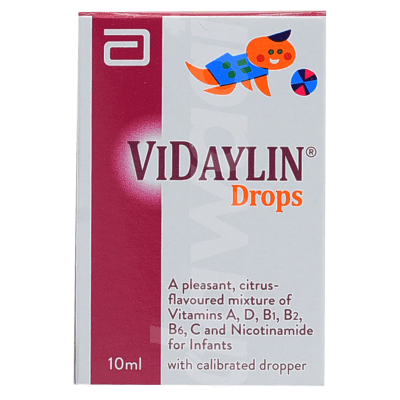 VIDAYLIN®
Drops
A pleasant, citrus-
flavoured mixture of
Vitamins A, D, B1, B2,
B6, C and Nicotinamide
for Infants
10ml
with calibrated dropper